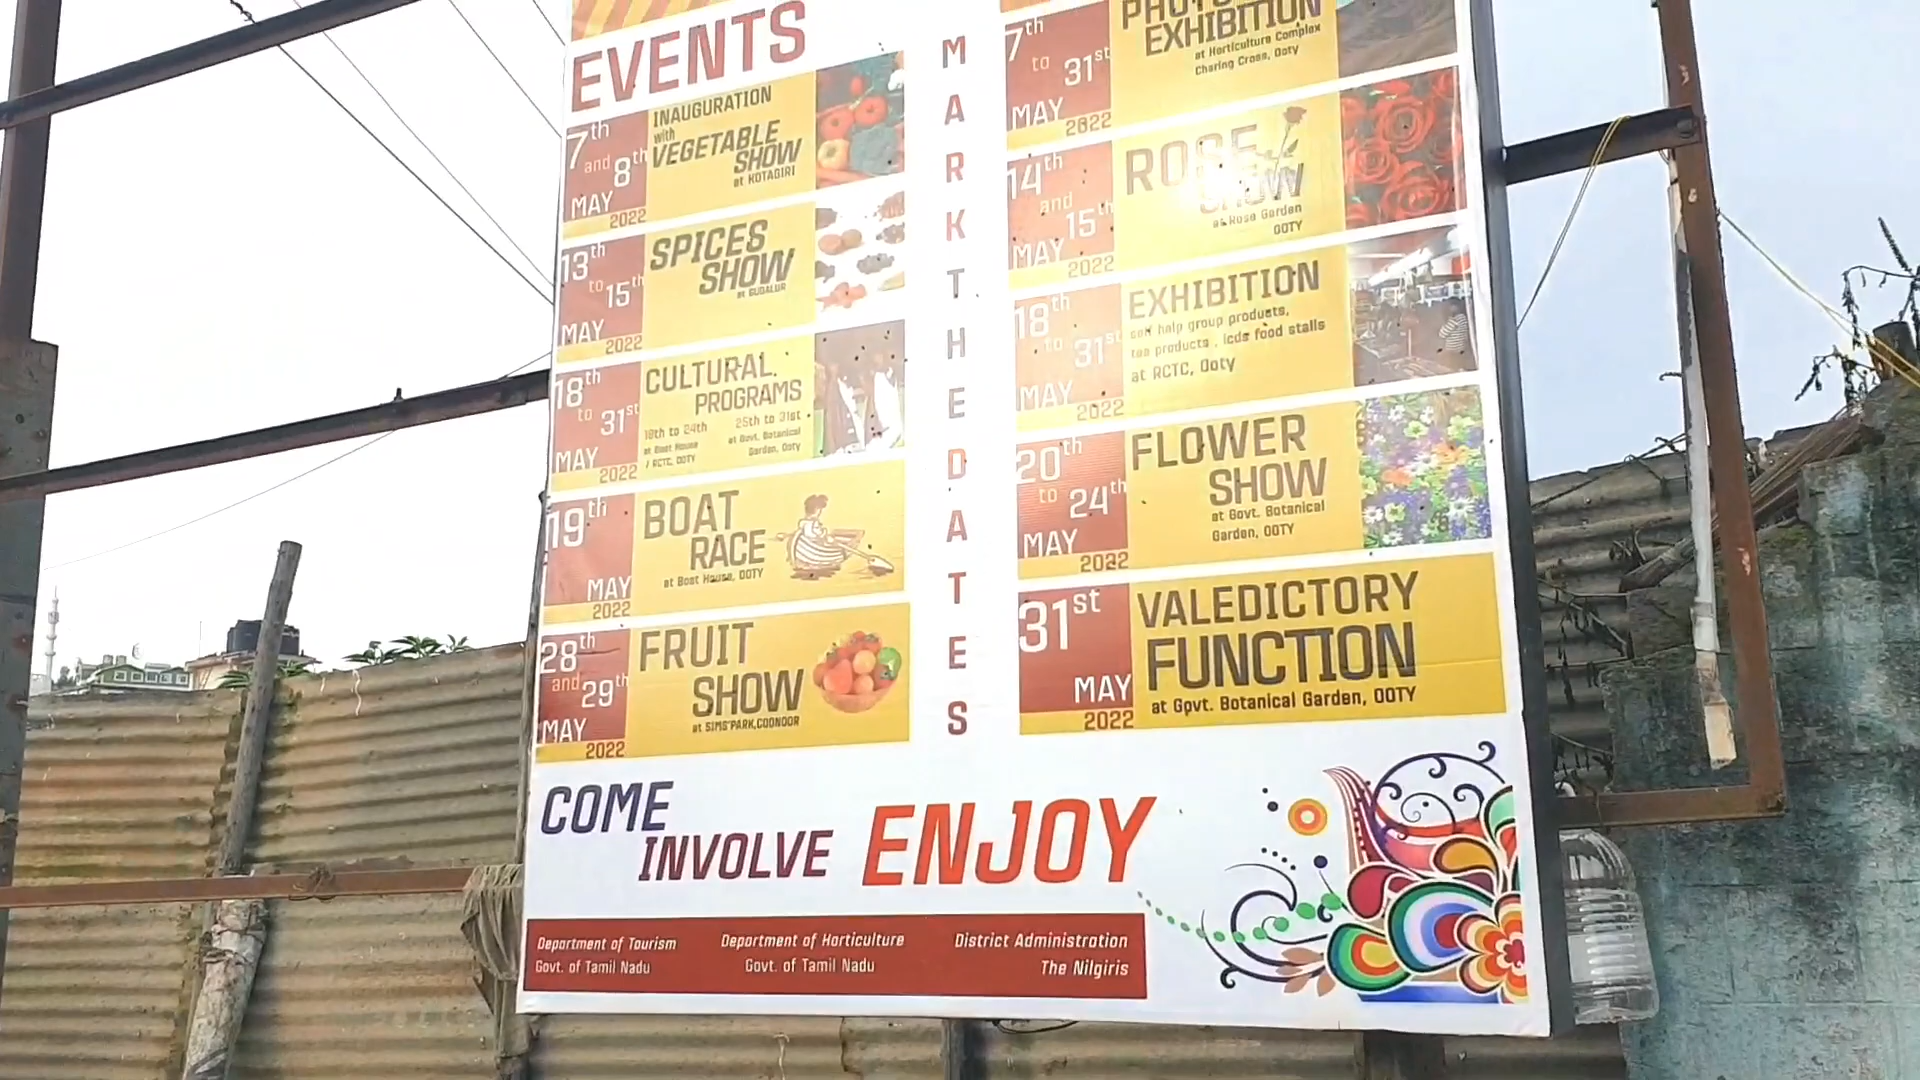 EVENTS
7th
and 8th
MAY
2022
INAUGURATION
with
VEGETABLE
SHOW
at KOTAGIRI
13th
to 15th
MAY
2022
SPICES
SHOW
at GUDALUR
18th
to 31st
MAY
2022
CULTURAL
PROGRAMS
18th to 24th
at Boat House
/ RCTC, OOTY
25th to 31st
at Govt. Botanical
Garden, Ooty
19th
MAY
2022
BOAT
RACE
at Boat House, OOTY
28th
and 29th
MAY
2022
FRUIT
SHOW
at SIMS PARK, COONOOR
MARK THE DATES
7th
to 31st
MAY
2022
EXHIBITION
at Horticulture Complex
Charing Cross, Ooty
14th
and
15th
MAY
2022
ROSE
SHOW
at Rose Garden
OOTY
18th
to 31st
MAY
2022
EXHIBITION
self help group products,
tea products , icds food stalls
at RCTC, Ooty
20th
to 24th
MAY
2022
FLOWER
SHOW
at Govt. Botanical
Garden, OOTY
31st
MAY
2022
VALEDICTORY
FUNCTION
at Govt. Botanical Garden, OOTY
COME
INVOLVE ENJOY
Department of Tourism
Govt. of Tamil Nadu
Department of Horticulture
Govt. of Tamil Nadu
District Administration
The Nilgiris